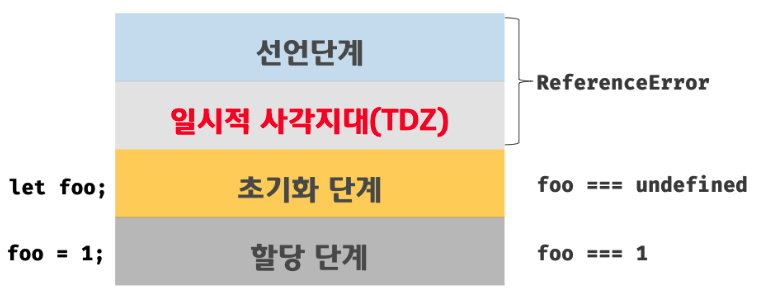 선언단계
일시적 사각지대(TDZ)
ReferenceError
let foo;
초기화 단계
foo === undefined
foo = 1;
할당 단계
foo === 1